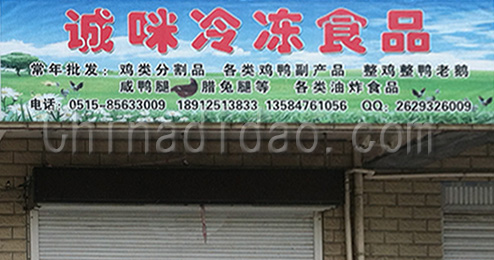 诚咪冷冻食品
常年批发：鸡类分割品 各类鸡鸭副产品 整鸡整鸭老鹅
咸鸭腿 腊兔腿等 各类油炸食品
电话：0515-85633009 18912513833 13584761056 QQ：2629326009
Chinadidao.com